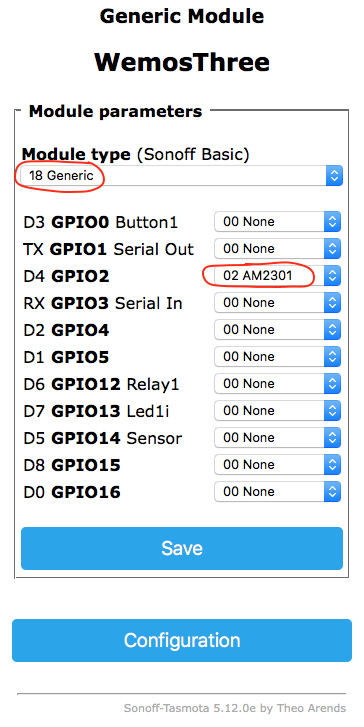 Generic Module
WemosThree
Module parameters
Module type (Sonoff Basic)
18 Generic
D3 GPIO0 Button1 00 None
TX GPIO1 Serial Out 00 None
D4 GPIO2 02 AM2301
RX GPIO3 Serial In 00 None
D2 GPIO4 00 None
D1 GPIO5 00 None
D6 GPIO12 Relay1 00 None
D7 GPIO13 Led1i 00 None
D5 GPIO14 Sensor 00 None
D8 GPIO15 00 None
D0 GPIO16 00 None
Save
Configuration
Sonoff-Tasmota 5.12.0e by Theo Arends